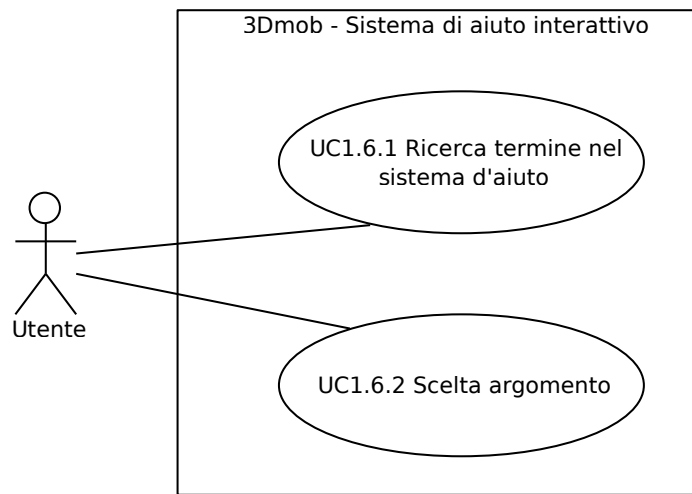 3Dmob - Sistema di aiuto interattivo
UC1.6.1 Ricerca termine nel
sistema d'aiuto
Utente
UC1.6.2 Scelta argomento